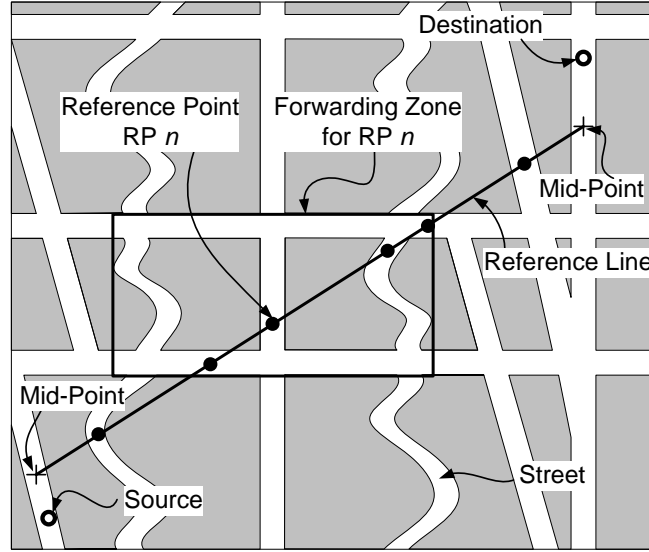 Destination
Reference Point
RP n
Forwarding Zone
for RP n
Mid-Point
Reference Line
Mid-Point
Source
Street